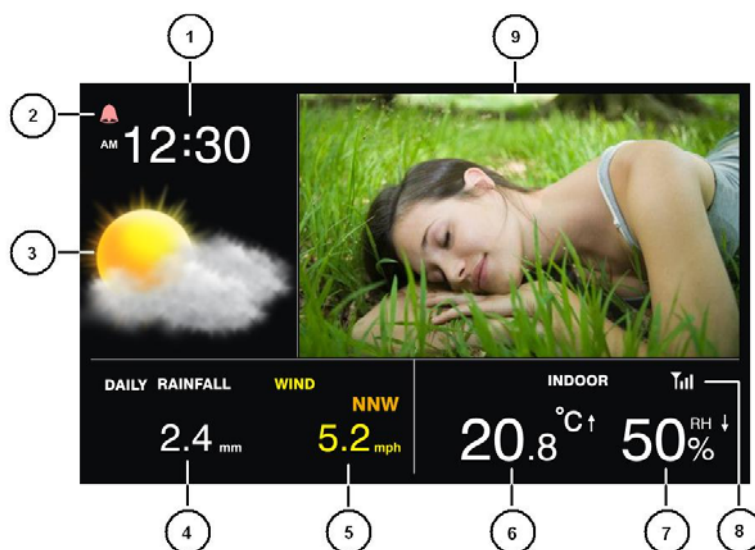 1
9
2
AM 12:30
3
DAILY RAINFALL
WIND
NNW
2.4 mm
5.2 mph
INDOOR
20.8 °C ↑
50% RH ↓
4
5
6
7
8